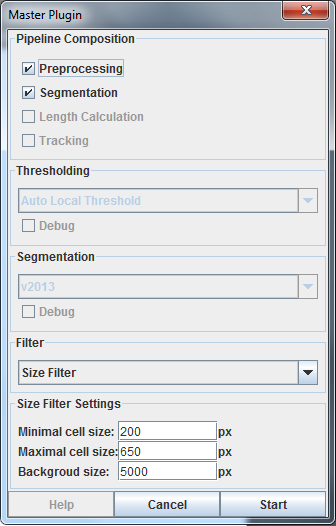 Master Plugin
Pipeline Composition
Preprocessing
Segmentation
Length Calculation
Tracking
Thresholding
Auto Local Threshold
Debug
Segmentation
v2013
Debug
Filter
Size Filter
Size Filter Settings
Minimal cell size: 200 px
Maximal cell size: 650 px
Backgroud size: 5000 px
Help Cancel Start